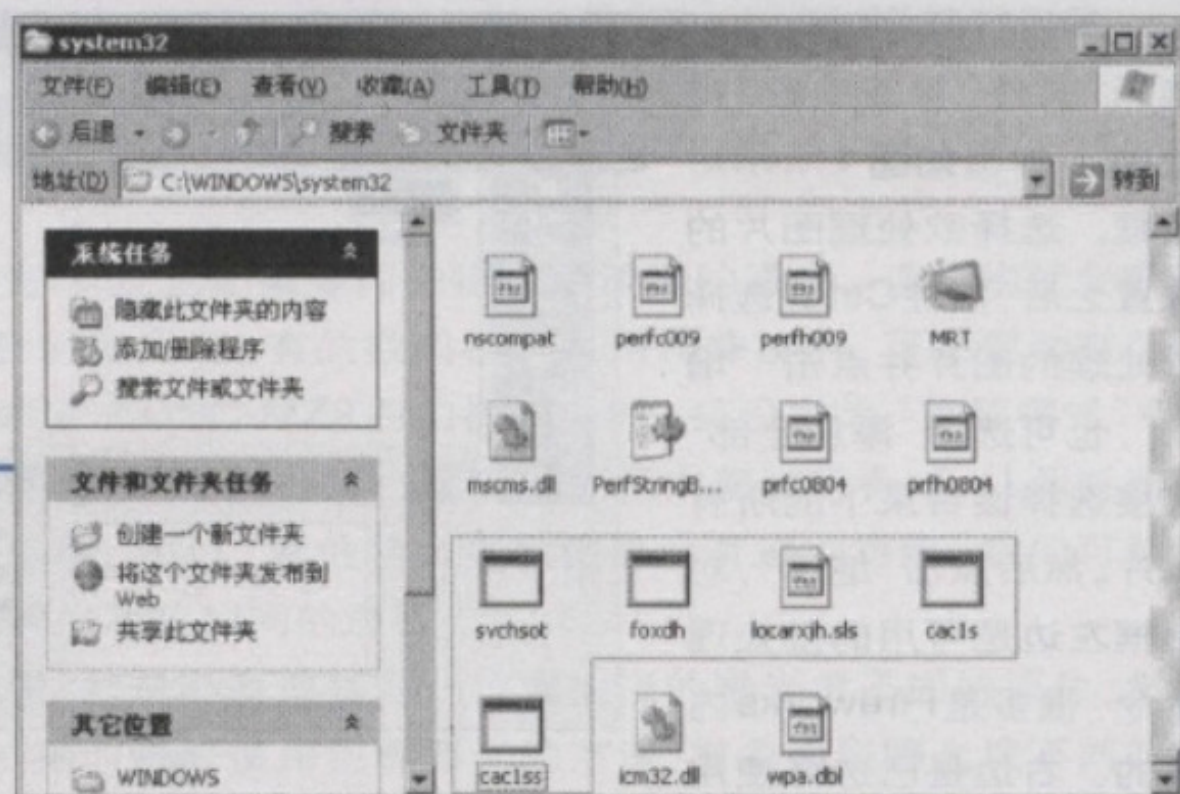 system32
文件(F) 编辑(E) 查看(V) 收藏(A) 工具(T) 帮助(H)
后退 搜索 文件夹
地址(D) C:\WINDOWS\system32 转到
系统任务
隐藏此文件夹的内容
添加/删除程序
搜索文件或文件夹
文件和文件夹任务
创建一个新文件夹
将这个文件夹发布到
Web
共享此文件夹
其它位置
WINDOWS
nscompat perfc009 perfh009 MRT
mscms.dll PerfStringB... prfc0804 prfh0804
svchsot foxdh locarxjh.sls cac1s
cac1ss icm32.dll wpa.dbl